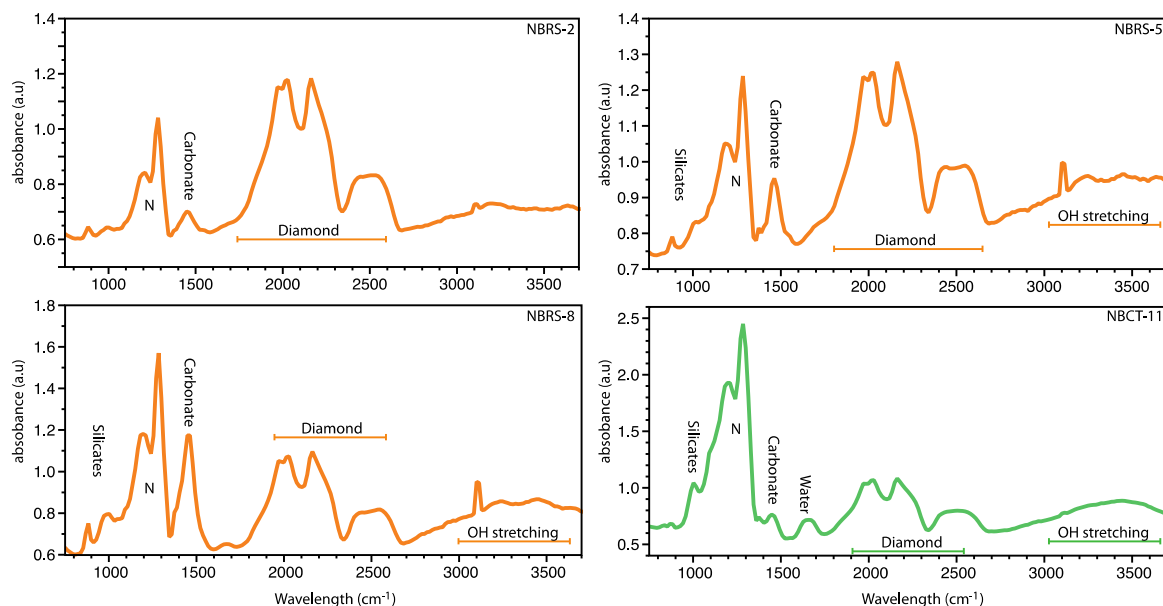 NBRS-2
1.4
1.2
1.0
0.8
0.6
absobance (a.u)
N
Carbonate
Diamond
1000 1500 2000 2500 3000 3500
NBRS-5
1.4
1.3
1.2
1.1
1.0
0.9
0.8
0.7
absobance (a.u)
Silicates
N
Carbonate
Diamond
OH stretching
1000 1500 2000 2500 3000 3500
NBRS-8
1.8
1.6
1.4
1.2
1.0
0.8
0.6
absobance (a.u)
Silicates
N
Carbonate
Diamond
OH stretching
1000 1500 2000 2500 3000 3500
Wavelength (cm⁻¹)
NBCT-11
2.5
2.0
1.5
1.0
0.5
absobance (a.u)
Silicates
N
Carbonate
Water
Diamond
OH stretching
1000 1500 2000 2500 3000 3500
Wavelength (cm⁻¹)